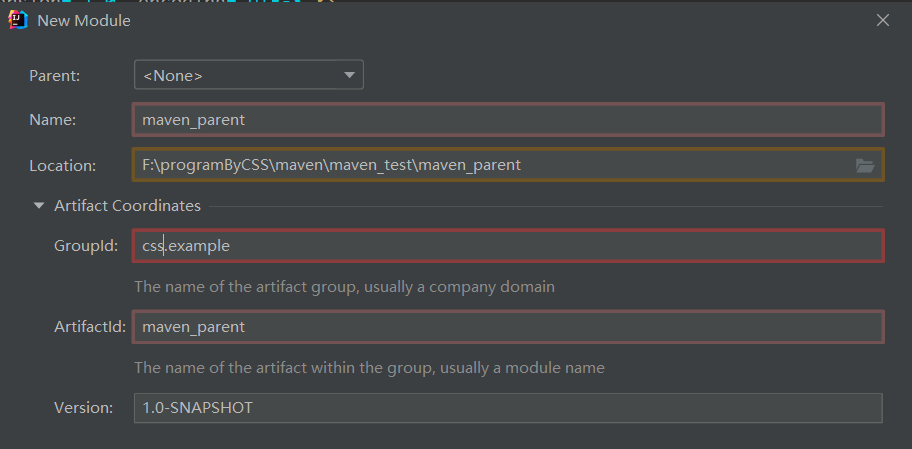 New Module
Parent: <None>
Name: maven_parent
Location: F:\programByCSS\maven\maven_test\maven_parent
Artifact Coordinates
GroupId: css.example
The name of the artifact group, usually a company domain
ArtifactId: maven_parent
The name of the artifact within the group, usually a module name
Version: 1.0-SNAPSHOT